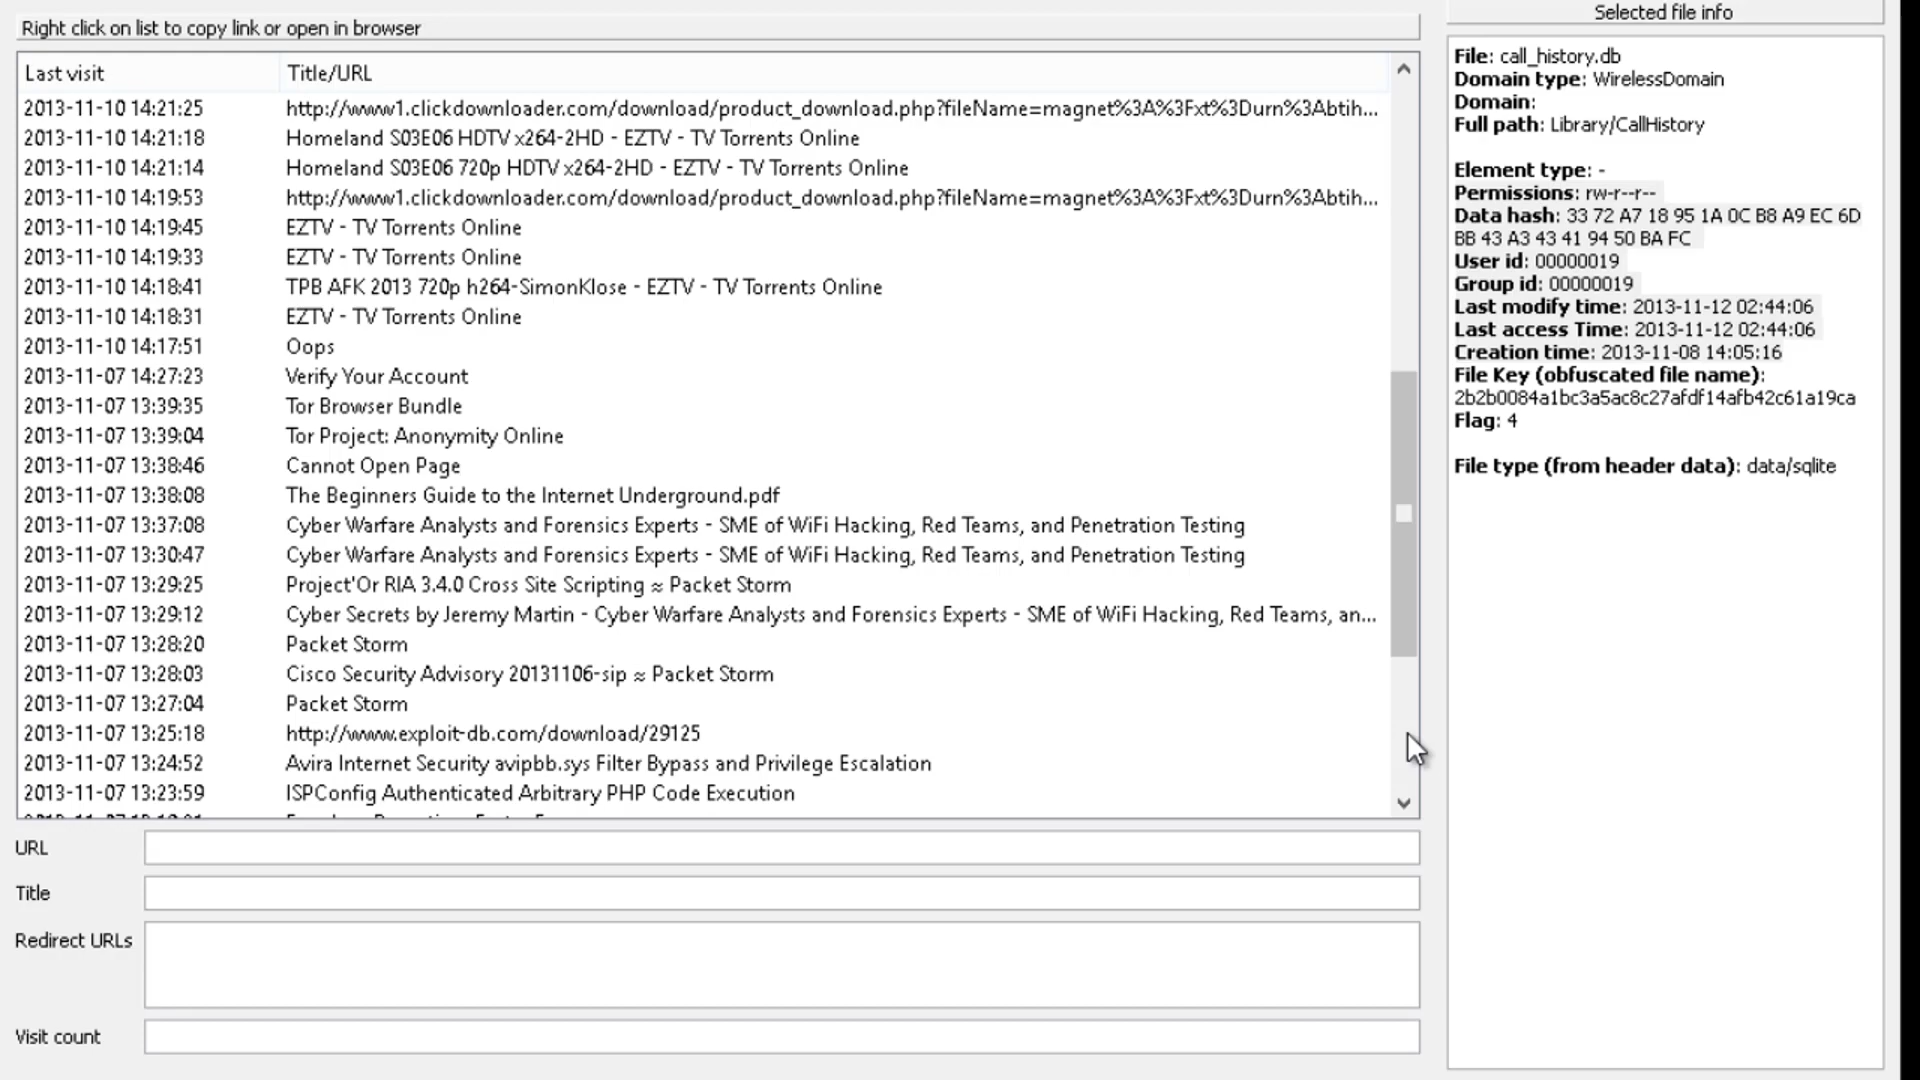 Right click on list to copy link or open in browser
Last visit Title/URL
2013-11-10 14:21:25 http://www1.clickdownloader.com/download/product_download.php?fileName=magnet%3A%3Fxt%3Durn%3Abtih...
2013-11-10 14:21:18 Homeland S03E06 HDTV x264-2HD - EZTV - TV Torrents Online
2013-11-10 14:21:14 Homeland S03E06 720p HDTV x264-2HD - EZTV - TV Torrents Online
2013-11-10 14:19:53 http://www1.clickdownloader.com/download/product_download.php?fileName=magnet%3A%3Fxt%3Durn%3Abtih...
2013-11-10 14:19:45 EZTV - TV Torrents Online
2013-11-10 14:19:33 EZTV - TV Torrents Online
2013-11-10 14:18:41 TPB AFK 2013 720p h264-SimonKlose - EZTV - TV Torrents Online
2013-11-10 14:18:31 EZTV - TV Torrents Online
2013-11-10 14:17:51 Oops
2013-11-07 14:27:23 Verify Your Account
2013-11-07 13:39:35 Tor Browser Bundle
2013-11-07 13:39:04 Tor Project: Anonymity Online
2013-11-07 13:38:46 Cannot Open Page
2013-11-07 13:38:08 The Beginners Guide to the Internet Underground.pdf
2013-11-07 13:37:08 Cyber Warfare Analysts and Forensics Experts - SME of WiFi Hacking, Red Teams, and Penetration Testing
2013-11-07 13:30:47 Cyber Warfare Analysts and Forensics Experts - SME of WiFi Hacking, Red Teams, and Penetration Testing
2013-11-07 13:29:25 Project'Or RIA 3.4.0 Cross Site Scripting ≈ Packet Storm
2013-11-07 13:29:12 Cyber Secrets by Jeremy Martin - Cyber Warfare Analysts and Forensics Experts - SME of WiFi Hacking, Red Teams, an...
2013-11-07 13:28:20 Packet Storm
2013-11-07 13:28:03 Cisco Security Advisory 20131106-sip ≈ Packet Storm
2013-11-07 13:27:04 Packet Storm
2013-11-07 13:25:18 http://www.exploit-db.com/download/29125
2013-11-07 13:24:52 Avira Internet Security avipbb.sys Filter Bypass and Privilege Escalation
2013-11-07 13:23:59 ISPConfig Authenticated Arbitrary PHP Code Execution
URL
Title
Redirect URLs
Visit count
Selected file info
File: call_history.db
Domain type: WirelessDomain
Domain:
Full path: Library/CallHistory
Element type: -
Permissions: rw-r--r--
Data hash: 33 72 A7 18 95 1A 0C B8 A9 EC 6D
BB 43 A3 43 41 94 50 BA FC
User id: 00000019
Group id: 00000019
Last modify time: 2013-11-12 02:44:06
Last access Time: 2013-11-12 02:44:06
Creation time: 2013-11-08 14:05:16
File Key (obfuscated file name):
2b2b0084a1bc3a5ac8c27afdf14afb42c61a19ca
Flag: 4
File type (from header data): data/sqlite